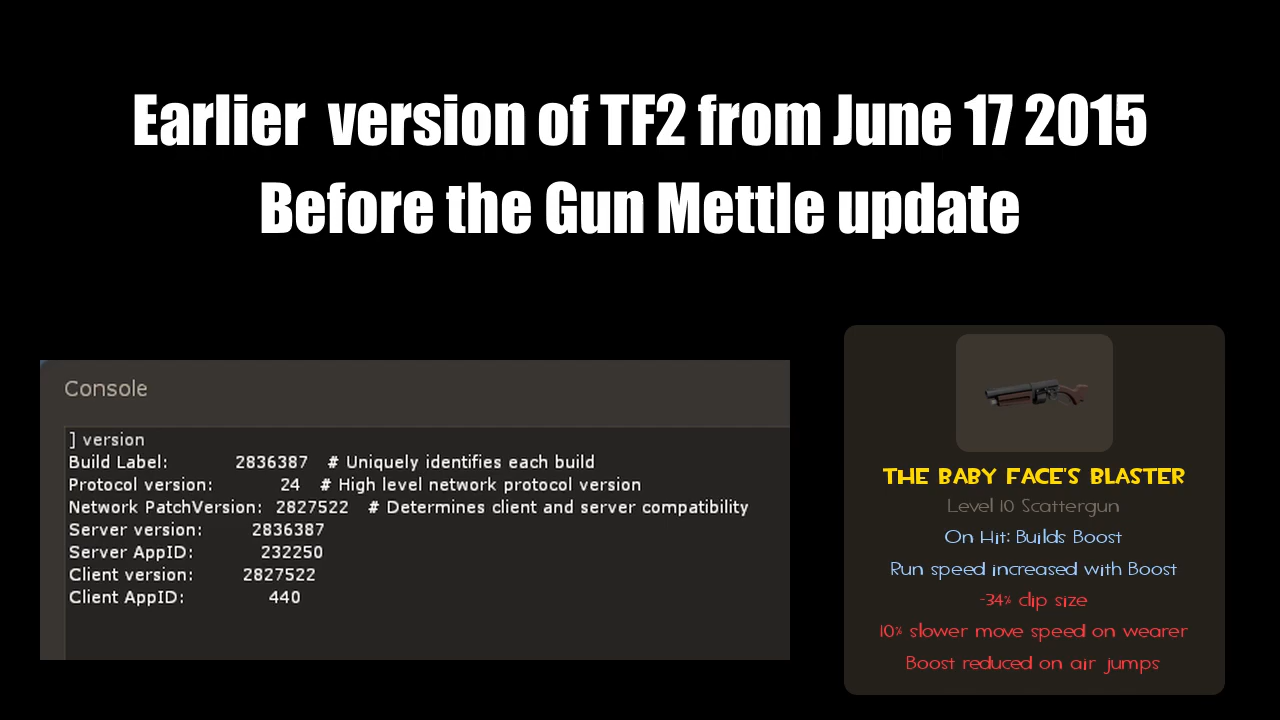 Earlier  version of TF2 from June 17 2015
Before the Gun Mettle update
Console
] version
Build Label:          2836387   # Uniquely identifies each build
Protocol version:          24   # High level network protocol version
Network PatchVersion:  2827522   # Determines client and server compatibility
Server version:       2836387
Server AppID:          232250
Client version:       2827522
Client AppID:            440
THE BABY FACE'S BLASTER
Level 10 Scattergun
On Hit: Builds Boost
Run speed increased with Boost
-34% clip size
10% slower move speed on wearer
Boost reduced on air jumps